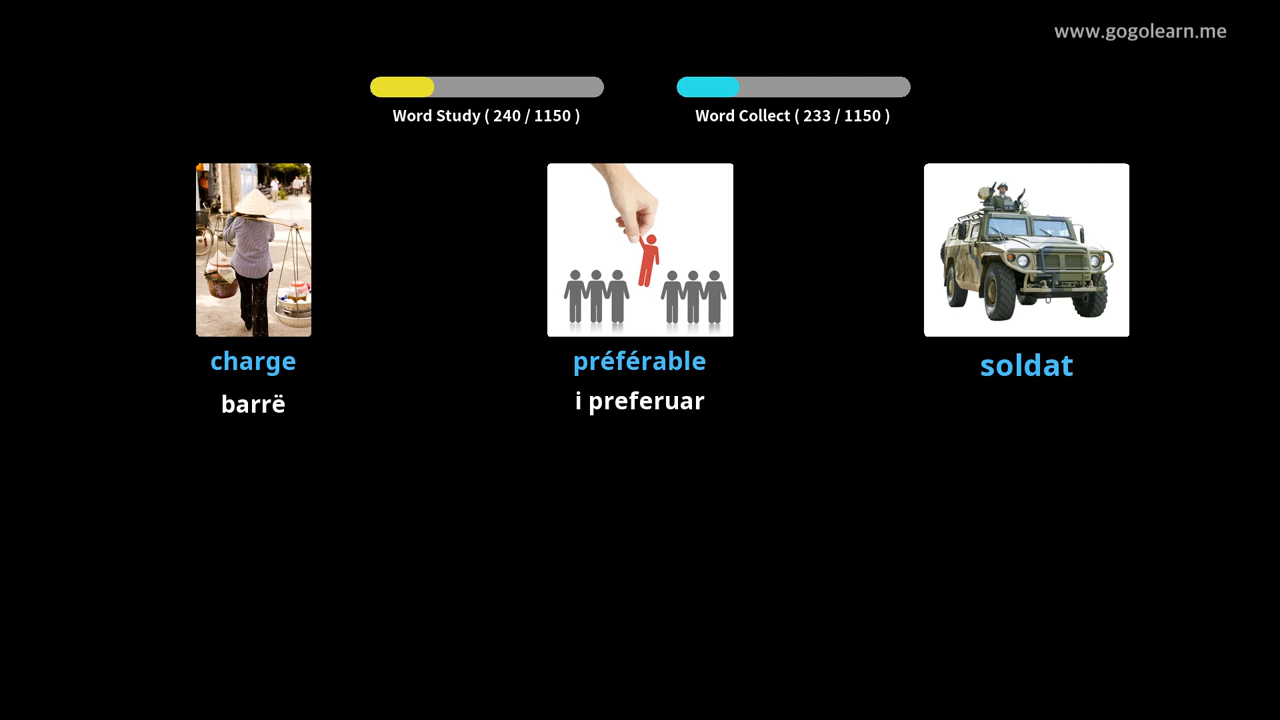 www.gogolearn.me
Word Study ( 240 / 1150 )
Word Collect ( 233 / 1150 )
charge
préférable
soldat
barrë
i preferuar